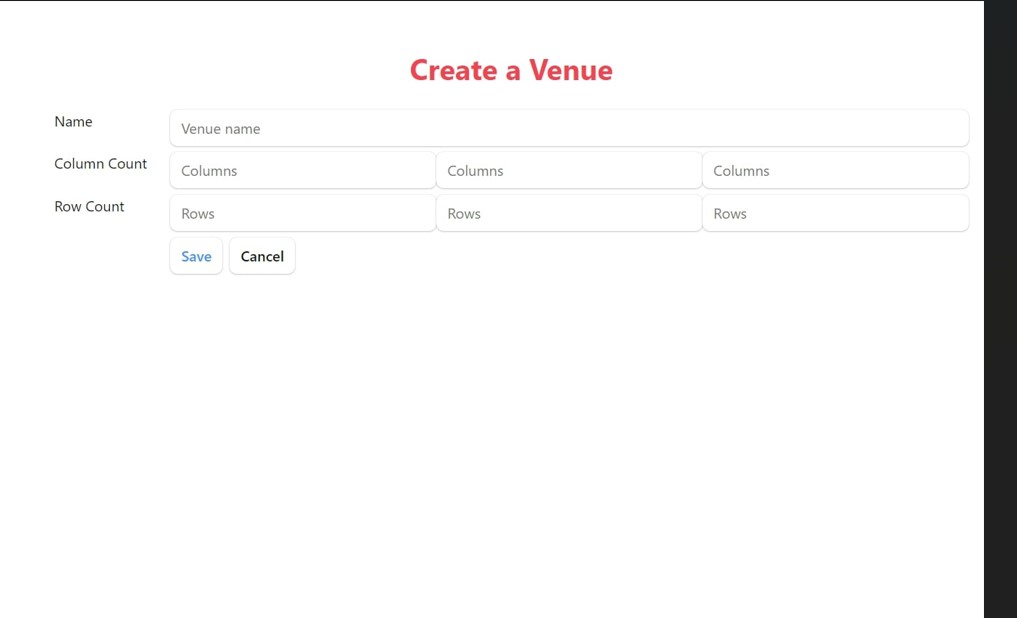 Create a Venue
Name
Venue name
Column Count
Columns Columns Columns
Row Count
Rows Rows Rows
Save Cancel